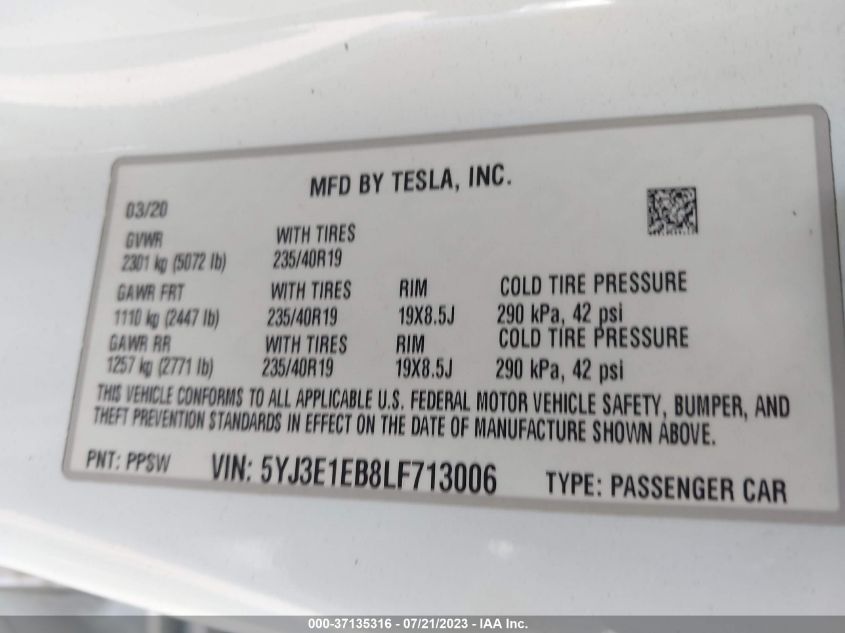 MFD BY TESLA, INC.
03/20
GVWR WITH TIRES
2301 kg (5072 lb) 235/40R19
GAWR FRT WITH TIRES RIM COLD TIRE PRESSURE
1110 kg (2447 lb) 235/40R19 19X8.5J 290 kPa, 42 psi
GAWR RR WITH TIRES RIM COLD TIRE PRESSURE
1257 kg (2771 lb) 235/40R19 19X8.5J 290 kPa, 42 psi
THIS VEHICLE CONFORMS TO ALL APPLICABLE U.S. FEDERAL MOTOR VEHICLE SAFETY, BUMPER, AND
THEFT PREVENTION STANDARDS IN EFFECT ON THE DATE OF MANUFACTURE SHOWN ABOVE.
PNT: PPSW VIN: 5YJ3E1EB8LF713006 TYPE: PASSENGER CAR
000-37135316 / 07/21/2023 - IAA Inc.